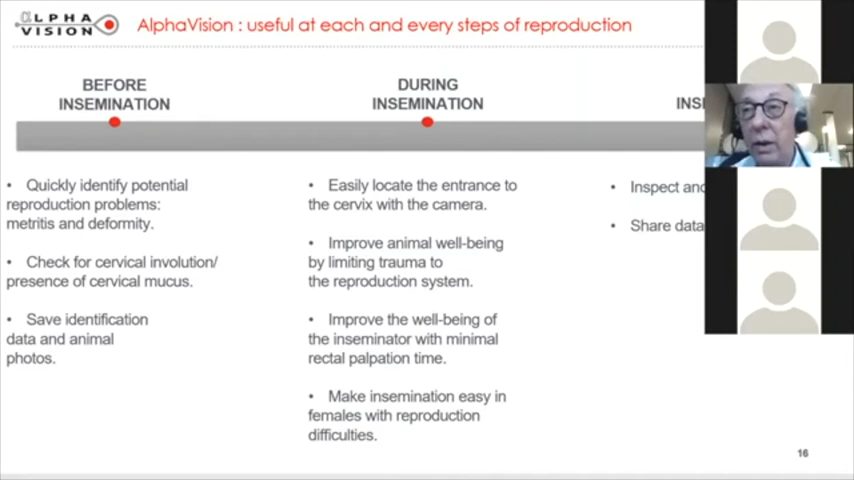 αLPHA
VISION
AlphaVision : useful at each and every steps of reproduction
BEFORE
INSEMINATION
• Quickly identify potential
reproduction problems:
metritis and deformity.
• Check for cervical involution/
presence of cervical mucus.
• Save identification
data and animal
photos.
DURING
INSEMINATION
• Easily locate the entrance to
the cervix with the camera.
• Improve animal well-being
by limiting trauma to
the reproduction system.
• Improve the well-being of
the inseminator with minimal
rectal palpation time.
• Make insemination easy in
females with reproduction
difficulties.
• Inspect
• Share data
16